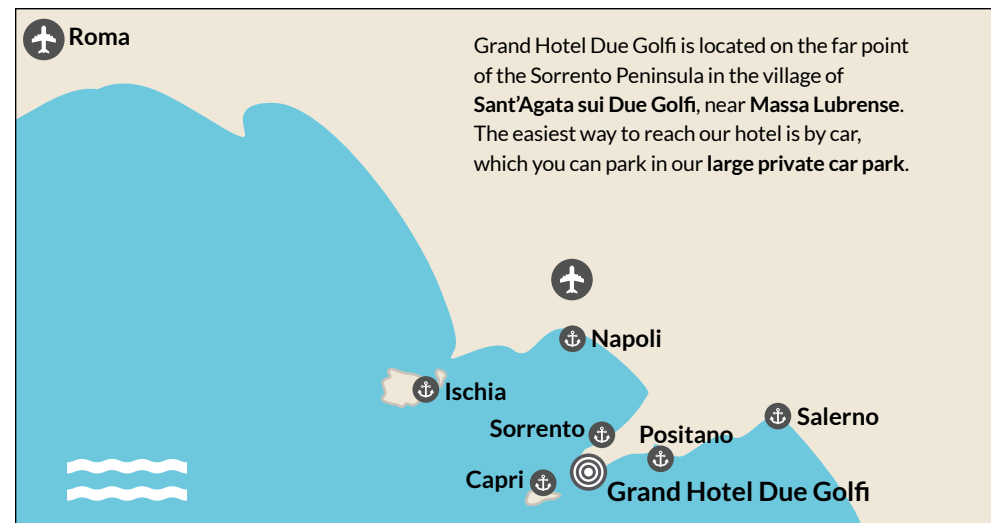 Roma
Grand Hotel Due Golfi is located on the far point
of the Sorrento Peninsula in the village of
Sant’Agata sui Due Golfi, near Massa Lubrense.
The easiest way to reach our hotel is by car,
which you can park in our large private car park.
Napoli
Ischia
Sorrento
Positano
Salerno
Capri
Grand Hotel Due Golfi